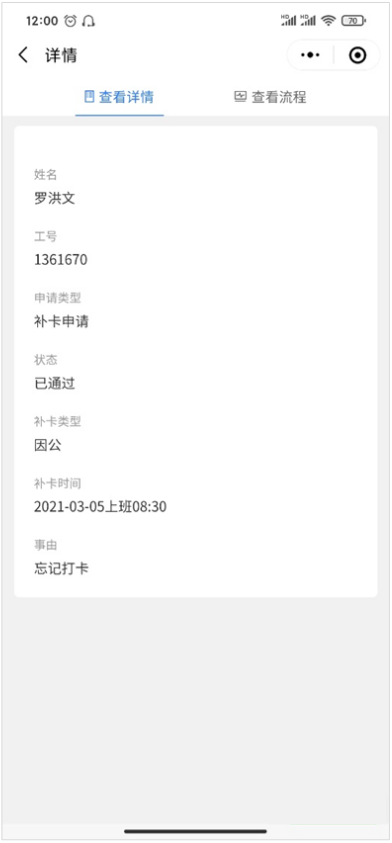 12:00
70
详情
查看详情
查看流程
姓名
罗洪文
工号
1361670
申请类型
补卡申请
状态
已通过
补卡类型
因公
补卡时间
2021-03-05上班08:30
事由
忘记打卡